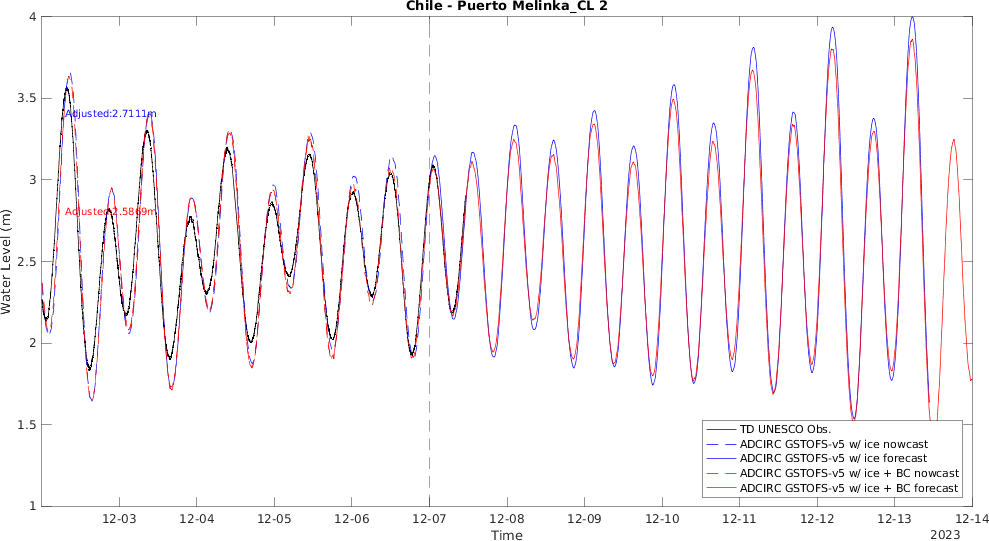 Chile - Puerto Melinka_CL 2
4
3.5
3
2.5
2
1.5
1
Water Level (m)
Adjusted:2.7111m
Adjusted:2.5869m
TD UNESCO Obs.
ADCIRC GSTOFS-v5 w/ ice nowcast
ADCIRC GSTOFS-v5 w/ ice forecast
ADCIRC GSTOFS-v5 w/ ice + BC nowcast
ADCIRC GSTOFS-v5 w/ ice + BC forecast
12-03 12-04 12-05 12-06 12-07 12-08 12-09 12-10 12-11 12-12 12-13 12-14
Time
2023